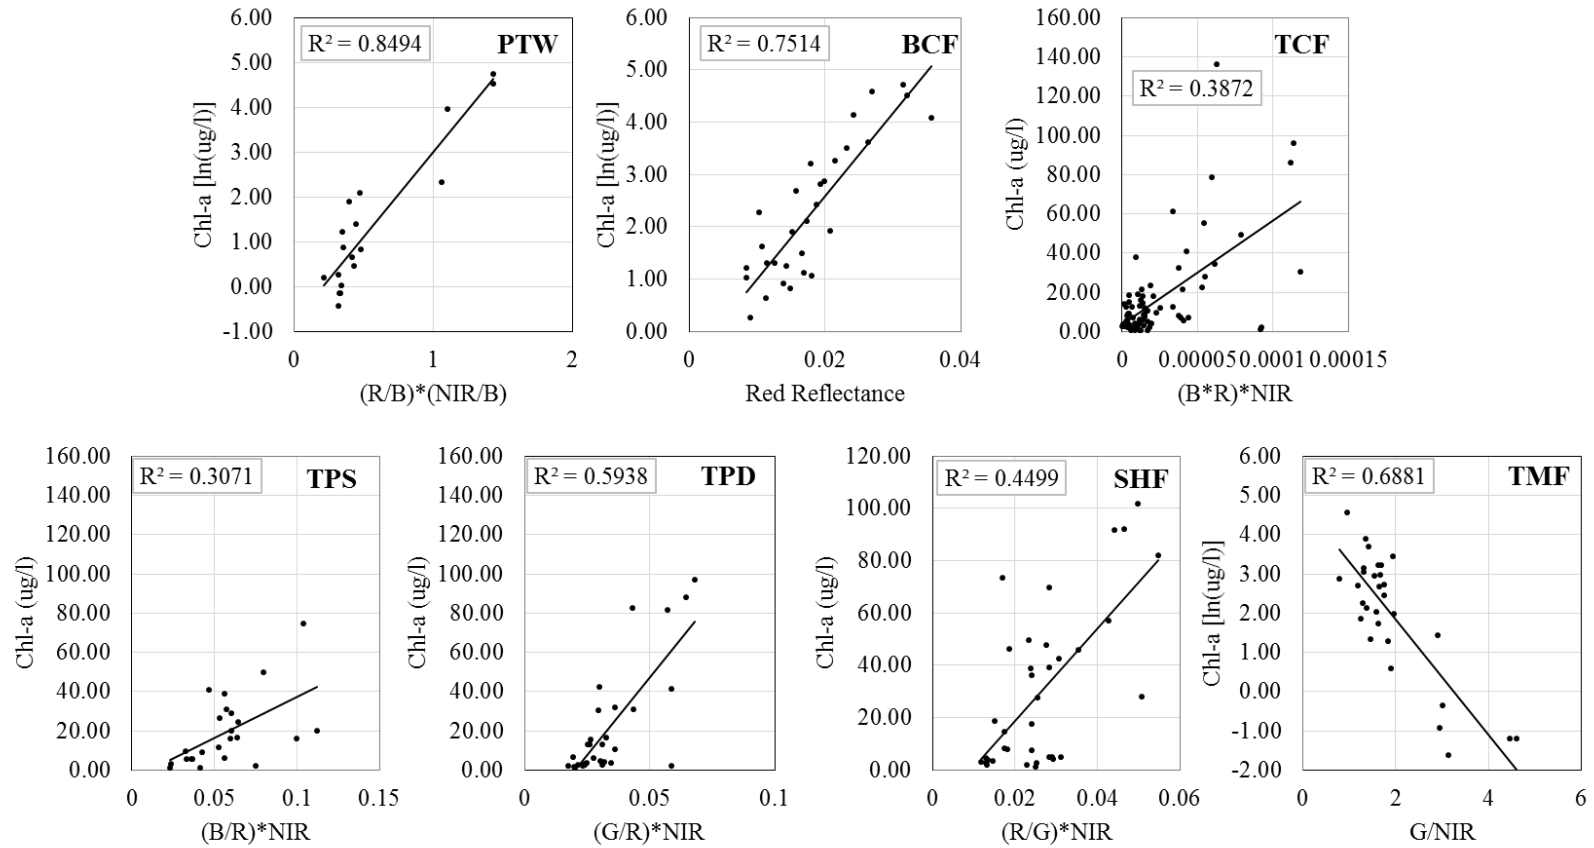 R² = 0.8494
PTW
6.00
5.00
4.00
3.00
2.00
1.00
0.00
-1.00
Chl-a [ln(ug/l)]
0
1
2
(R/B)*(NIR/B)
R² = 0.7514
BCF
6.00
5.00
4.00
3.00
2.00
1.00
0.00
Chl-a [ln(ug/l)]
0
0.02
0.04
Red Reflectance
TCF
R² = 0.3872
160.00
140.00
120.00
100.00
80.00
60.00
40.00
20.00
0.00
Chl-a (ug/l)
0
0.00005
0.0001
0.00015
(B*R)*NIR
R² = 0.3071
TPS
160.00
140.00
120.00
100.00
80.00
60.00
40.00
20.00
0.00
Chl-a (ug/l)
0
0.05
0.1
0.15
(B/R)*NIR
R² = 0.5938
TPD
160.00
140.00
120.00
100.00
80.00
60.00
40.00
20.00
0.00
Chl-a (ug/l)
0
0.05
0.1
(G/R)*NIR
R² = 0.4499
SHF
120.00
100.00
80.00
60.00
40.00
20.00
0.00
Chl-a (ug/l)
0
0.02
0.04
0.06
(R/G)*NIR
R² = 0.6881
TMF
6.00
5.00
4.00
3.00
2.00
1.00
0.00
-1.00
-2.00
Chl-a [ln(ug/l)]
0
2
4
6
G/NIR